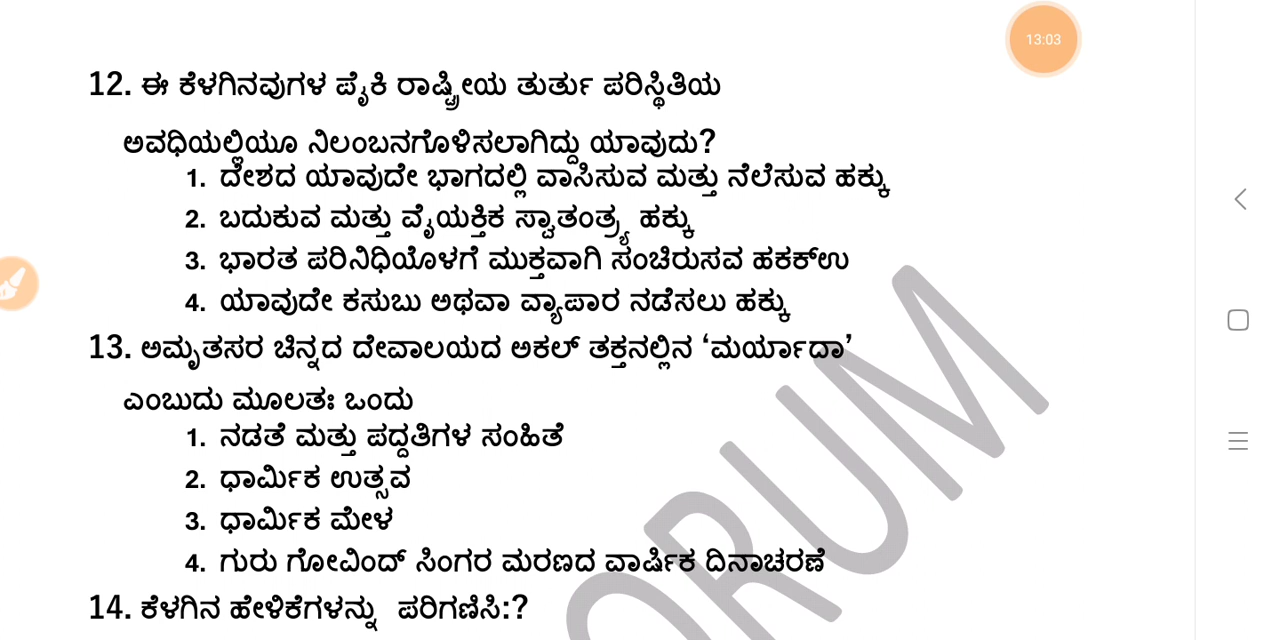 13:03
12. ಈ ಕೆಳಗಿನವುಗಳ ಪೈಕಿ ರಾಷ್ಟ್ರೀಯ ತುರ್ತು ಪರಿಸ್ಥಿತಿಯ
ಅವಧಿಯಲ್ಲಿಯೂ ನಿಲಂಬನಗೊಳಿಸಲಾಗಿದ್ದು ಯಾವುದು?
1. ದೇಶದ ಯಾವುದೇ ಭಾಗದಲ್ಲಿ ವಾಸಿಸುವ ಮತ್ತು ನೆಲೆಸುವ ಹಕ್ಕು
2. ಬದುಕುವ ಮತ್ತು ವೈಯಕ್ತಿಕ ಸ್ವಾತಂತ್ರ್ಯ ಹಕ್ಕು
3. ಭಾರತ ಪರಿನಿಧಿಯೊಳಗೆ ಮುಕ್ತವಾಗಿ ಸಂಚಿರುಸವ ಹಕಕ್‌ಉ
4. ಯಾವುದೇ ಕಸುಬು ಅಥವಾ ವ್ಯಾಪಾರ ನಡೆಸಲು ಹಕ್ಕು
13. ಅಮೃತಸರ ಚಿನ್ನದ ದೇವಾಲಯದ ಅಕಲ್ ತಕ್ತನಲ್ಲಿನ ‘ಮರ್ಯಾದಾ’
ಎಂಬುದು ಮೂಲತಃ ಒಂದು
1. ನಡತೆ ಮತ್ತು ಪದ್ದತಿಗಳ ಸಂಹಿತೆ
2. ಧಾರ್ಮಿಕ ಉತ್ಸವ
3. ಧಾರ್ಮಿಕ ಮೇಳ
4. ಗುರು ಗೋವಿಂದ್ ಸಿಂಗರ ಮರಣದ ವಾರ್ಷಿಕ ದಿನಾಚರಣೆ
14. ಕೆಳಗಿನ ಹೇಳಿಕೆಗಳನ್ನು ಪರಿಗಣಿಸಿ:?
ORUM